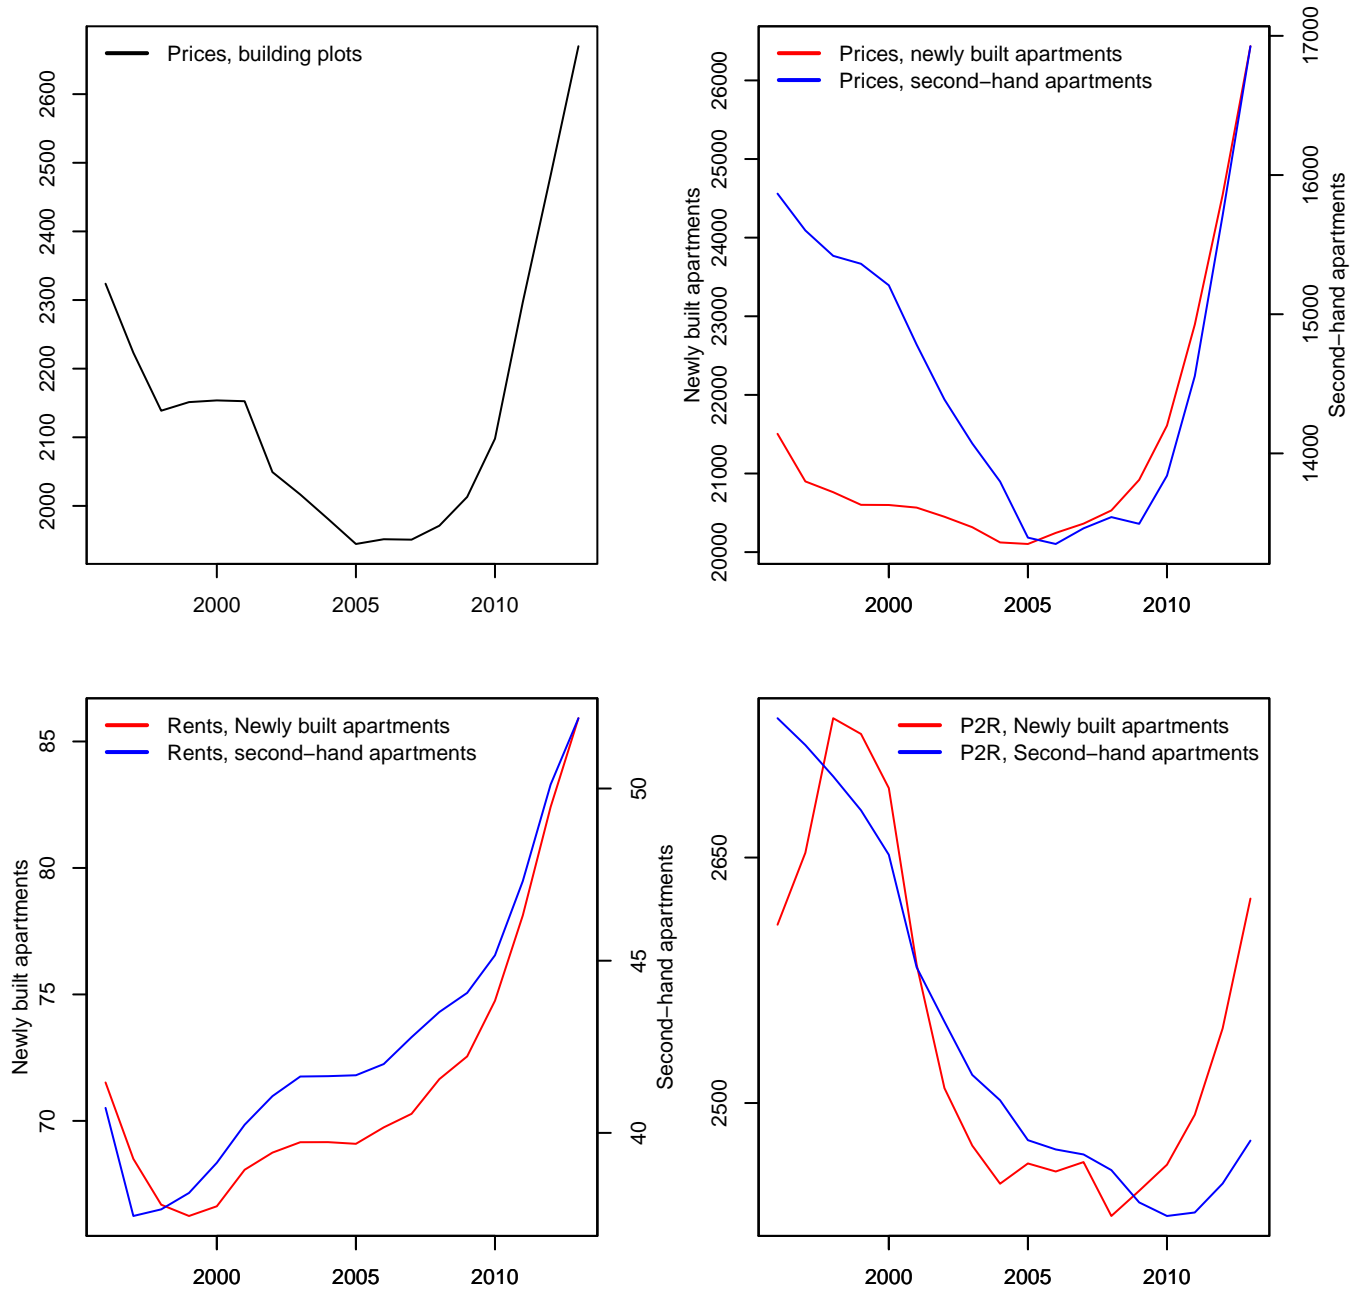 Prices, building plots
2600
2500
2400
2300
2200
2100
2000
2000 2005 2010
Prices, newly built apartments
Prices, second−hand apartments
Newly built apartments
26000
25000
24000
23000
22000
21000
20000
17000
16000
15000
14000
Second−hand apartments
2000 2005 2010
Rents, Newly built apartments
Rents, second−hand apartments
Newly built apartments
85
80
75
70
50
45
40
Second−hand apartments
2000 2005 2010
P2R, Newly built apartments
P2R, Second−hand apartments
2650
2500
2000 2005 2010